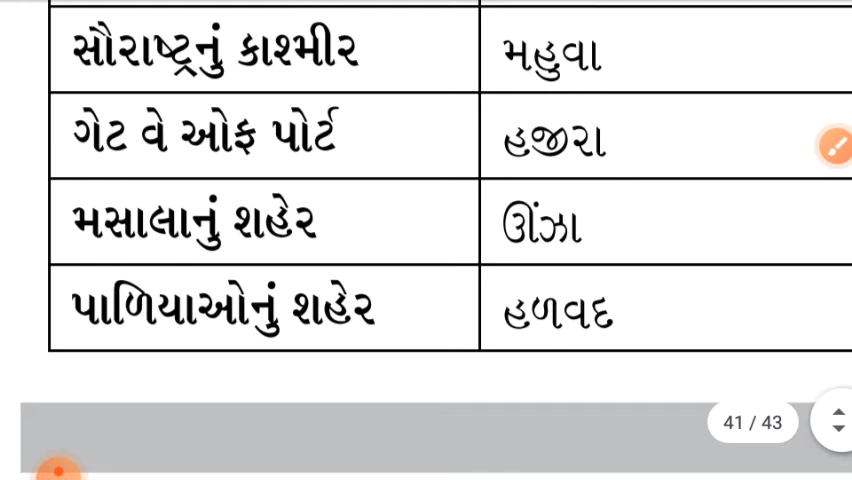 સૌરાષ્ટ્રનું કાશ્મીર મહુવા
ગેટ વે ઓફ પોર્ટ હજીરા
મસાલાનું શહેર ઊંઝા
પાળિયાઓનું શહેર હળવદ
41 / 43